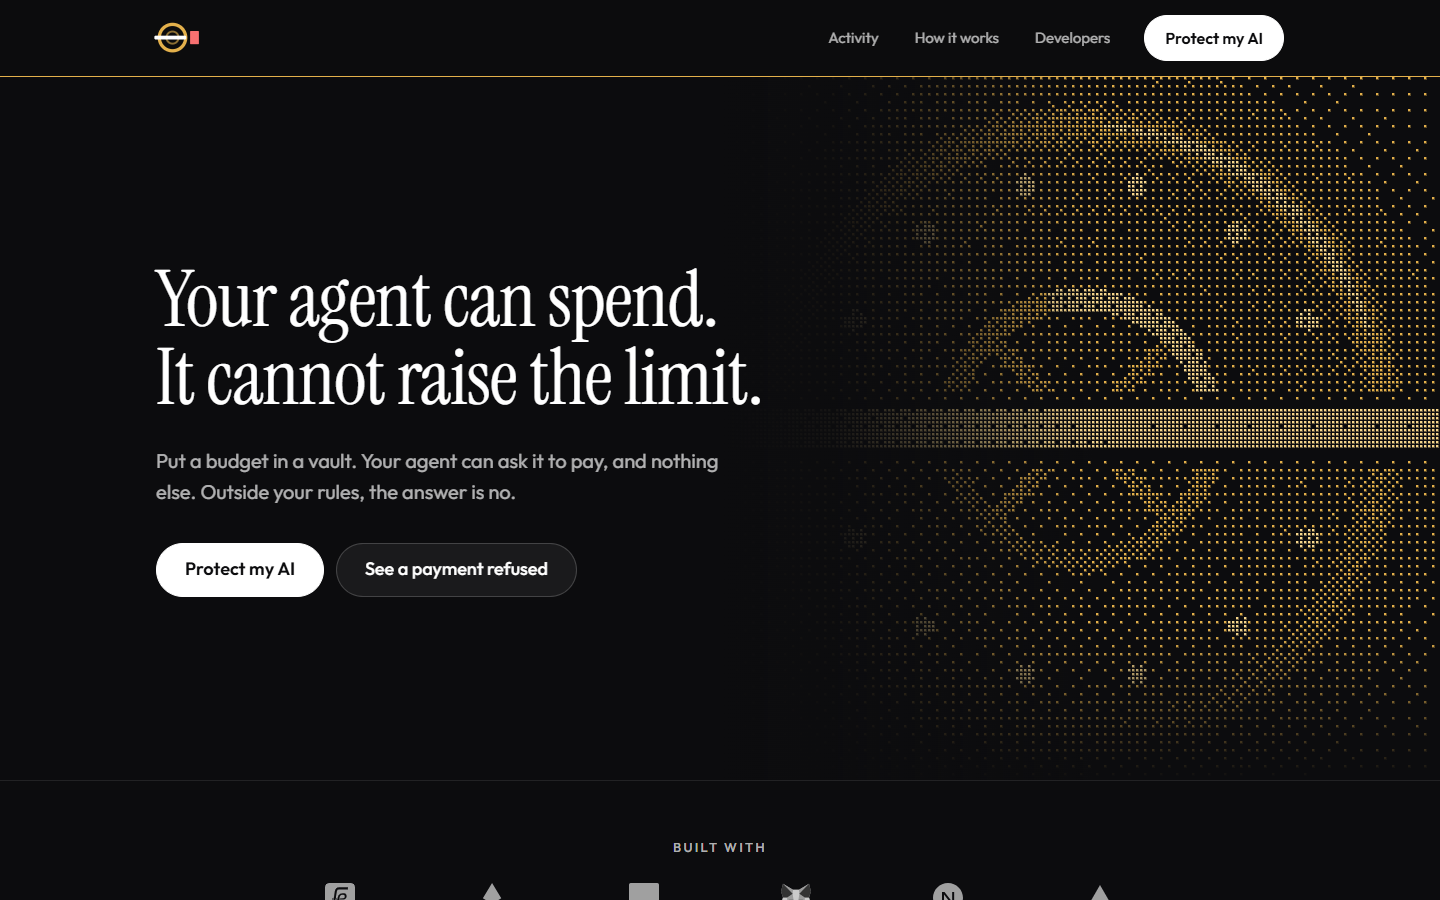 Activity
How it works
Developers
Protect my AI
Your agent can spend.
It cannot raise the limit.
Put a budget in a vault. Your agent can ask it to pay, and nothing
else. Outside your rules, the answer is no.
Protect my AI
See a payment refused
BUILT WITH
N